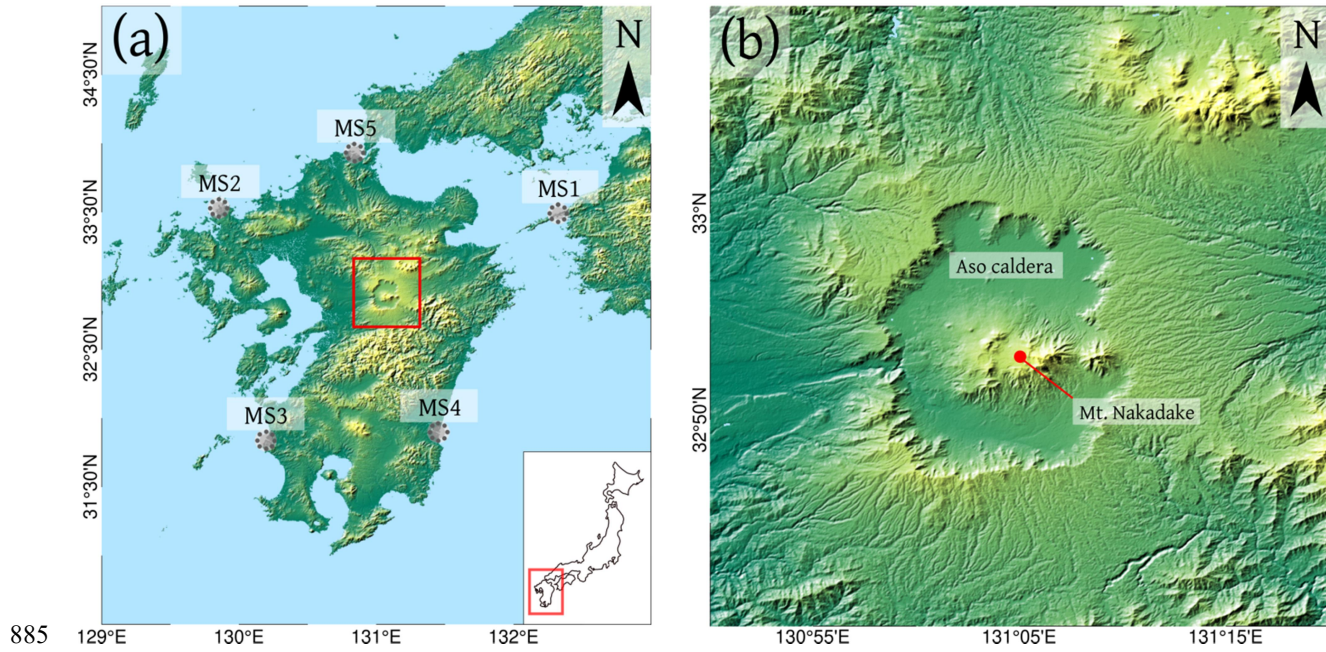 (a)
N
34°30'N
MS5
MS2
MS1
33°30'N
32°30'N
MS3
MS4
31°30'N
129°E
130°E
131°E
132°E
(b)
N
33°N
Aso caldera
32°50'N
Mt. Nakadake
130°55'E
131°05'E
131°15'E
885